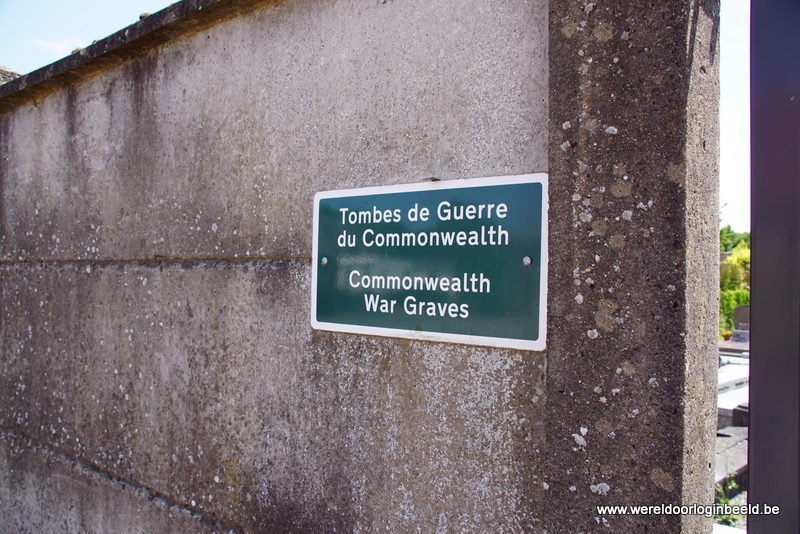 Tombes de Guerre
du Commonwealth
Commonwealth
War Graves
www.wereldoorloginbeeld.be